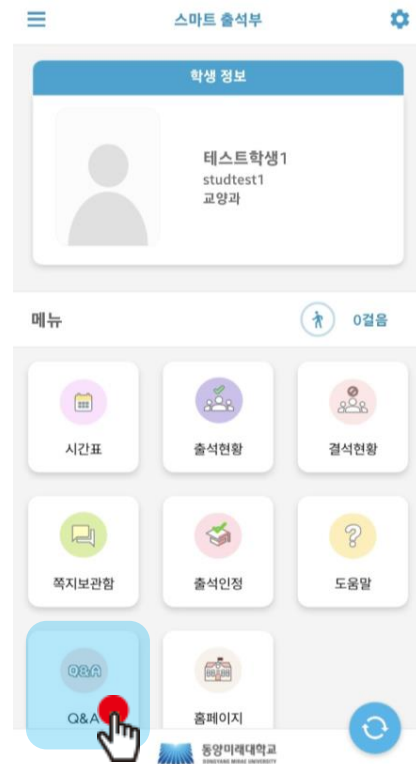 스마트 출석부
학생 정보
테스트학생1
studtest1
교양과
메뉴
0걸음
시간표
출석현황
결석현황
쪽지보관함
출석인정
도움말
Q&A
Q&A
홈페이지
동양미래대학교
DONGYANG MIRAE UNIVERSITY